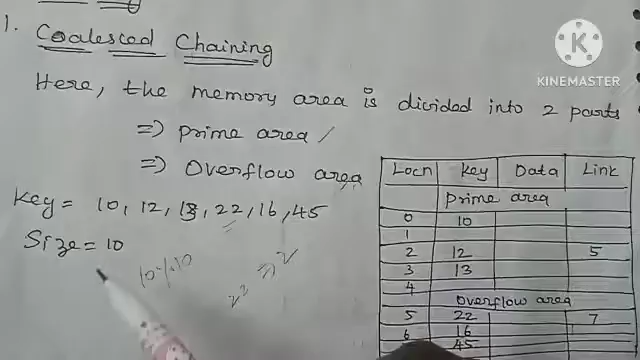 1. Coalesced Chaining
KINEMASTER
Here, the memory area is divided into 2 parts
=> prime area
=> Overflow area
Key = 10, 12, 13, 22, 16, 45
Size = 10
10%10
Locn Key Data Link
Prime area
0 10
1
2 12 5
3 13
4
Overflow area
5 22 7
6 16
45